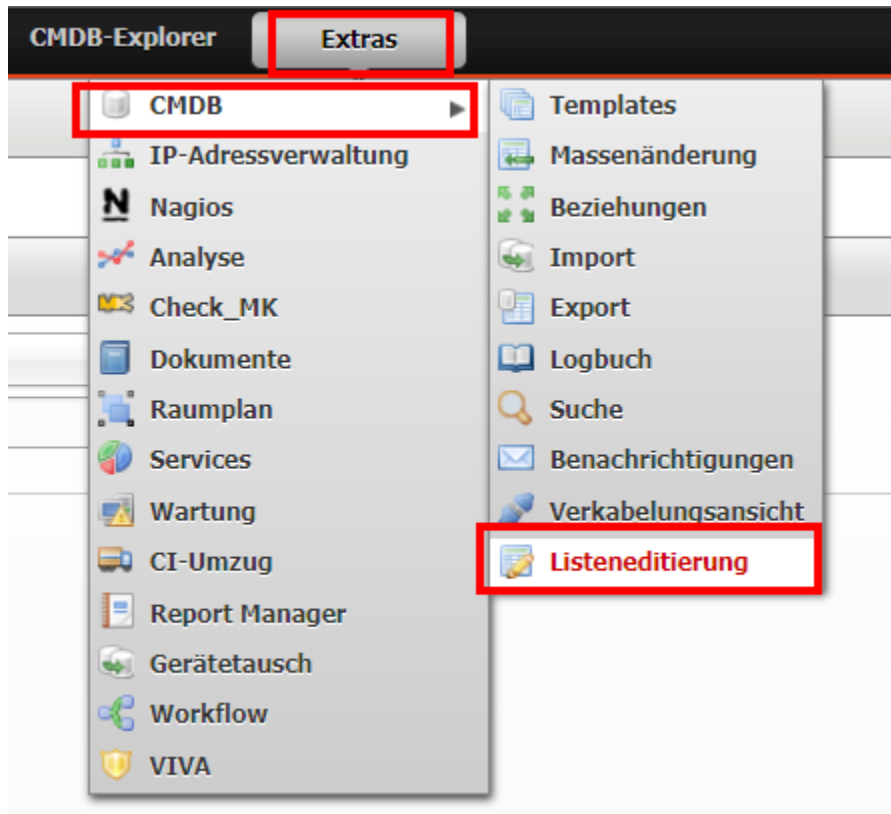 CMDB-Explorer
Extras
CMDB
IP-Adressverwaltung
Nagios
Analyse
Check_MK
Dokumente
Raumplan
Services
Wartung
CI-Umzug
Report Manager
Gerätetausch
Workflow
VIVA
Templates
Massenänderung
Beziehungen
Import
Export
Logbuch
Suche
Benachrichtigungen
Verkabelungsansicht
Listeneditierung